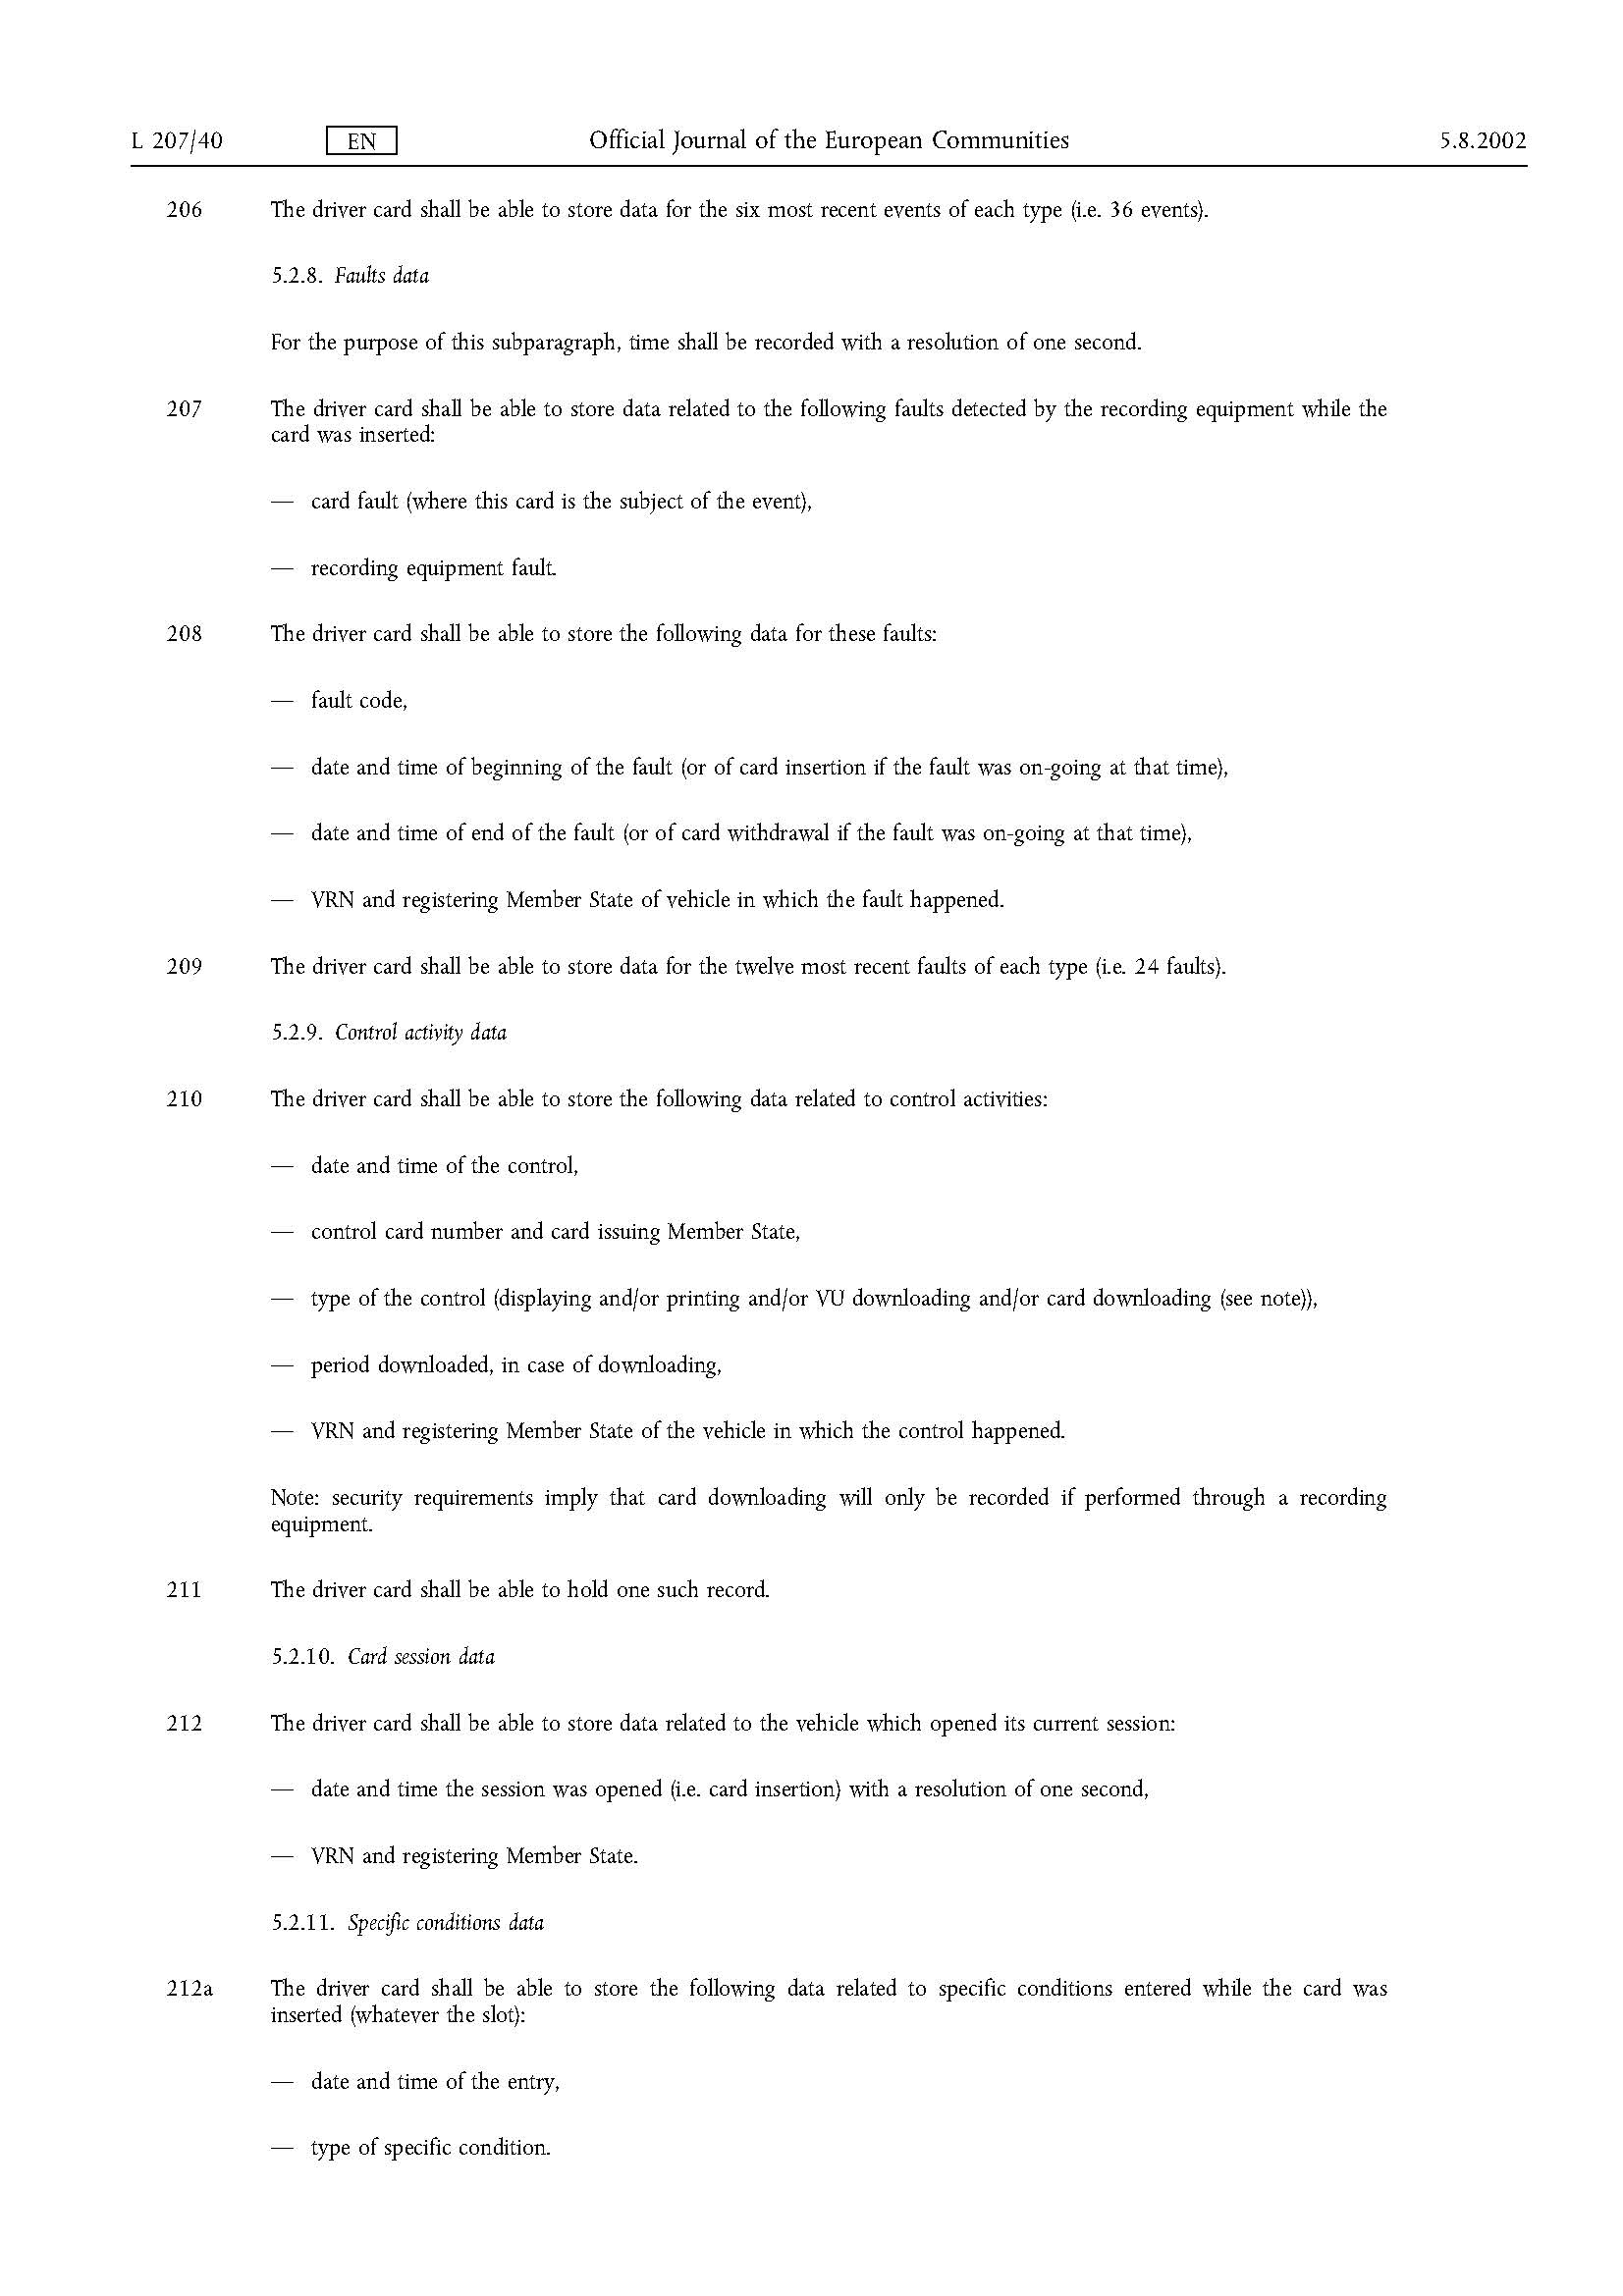 L 207/40 EN Official Journal of the European Communities 5.8.2002
206 The driver card shall be able to store data for the six most recent events of each type (i.e. 36 events).
5.2.8. Faults data
For the purpose of this subparagraph, time shall be recorded with a resolution of one second.
207 The driver card shall be able to store data related to the following faults detected by the recording equipment while the
card was inserted:
— card fault (where this card is the subject of the event),
— recording equipment fault.
208 The driver card shall be able to store the following data for these faults:
— fault code,
— date and time of beginning of the fault (or of card insertion if the fault was on-going at that time),
— date and time of end of the fault (or of card withdrawal if the fault was on-going at that time),
— VRN and registering Member State of vehicle in which the fault happened.
209 The driver card shall be able to store data for the twelve most recent faults of each type (i.e. 24 faults).
5.2.9. Control activity data
210 The driver card shall be able to store the following data related to control activities:
— date and time of the control,
— control card number and card issuing Member State,
— type of the control (displaying and/or printing and/or VU downloading and/or card downloading (see note)),
— period downloaded, in case of downloading,
— VRN and registering Member State of the vehicle in which the control happened.
Note: security requirements imply that card downloading will only be recorded if performed through a recording
equipment.
211 The driver card shall be able to hold one such record.
5.2.10. Card session data
212 The driver card shall be able to store data related to the vehicle which opened its current session:
— date and time the session was opened (i.e. card insertion) with a resolution of one second,
— VRN and registering Member State.
5.2.11. Specific conditions data
212a The driver card shall be able to store the following data related to specific conditions entered while the card was
inserted (whatever the slot):
— date and time of the entry,
— type of specific condition.